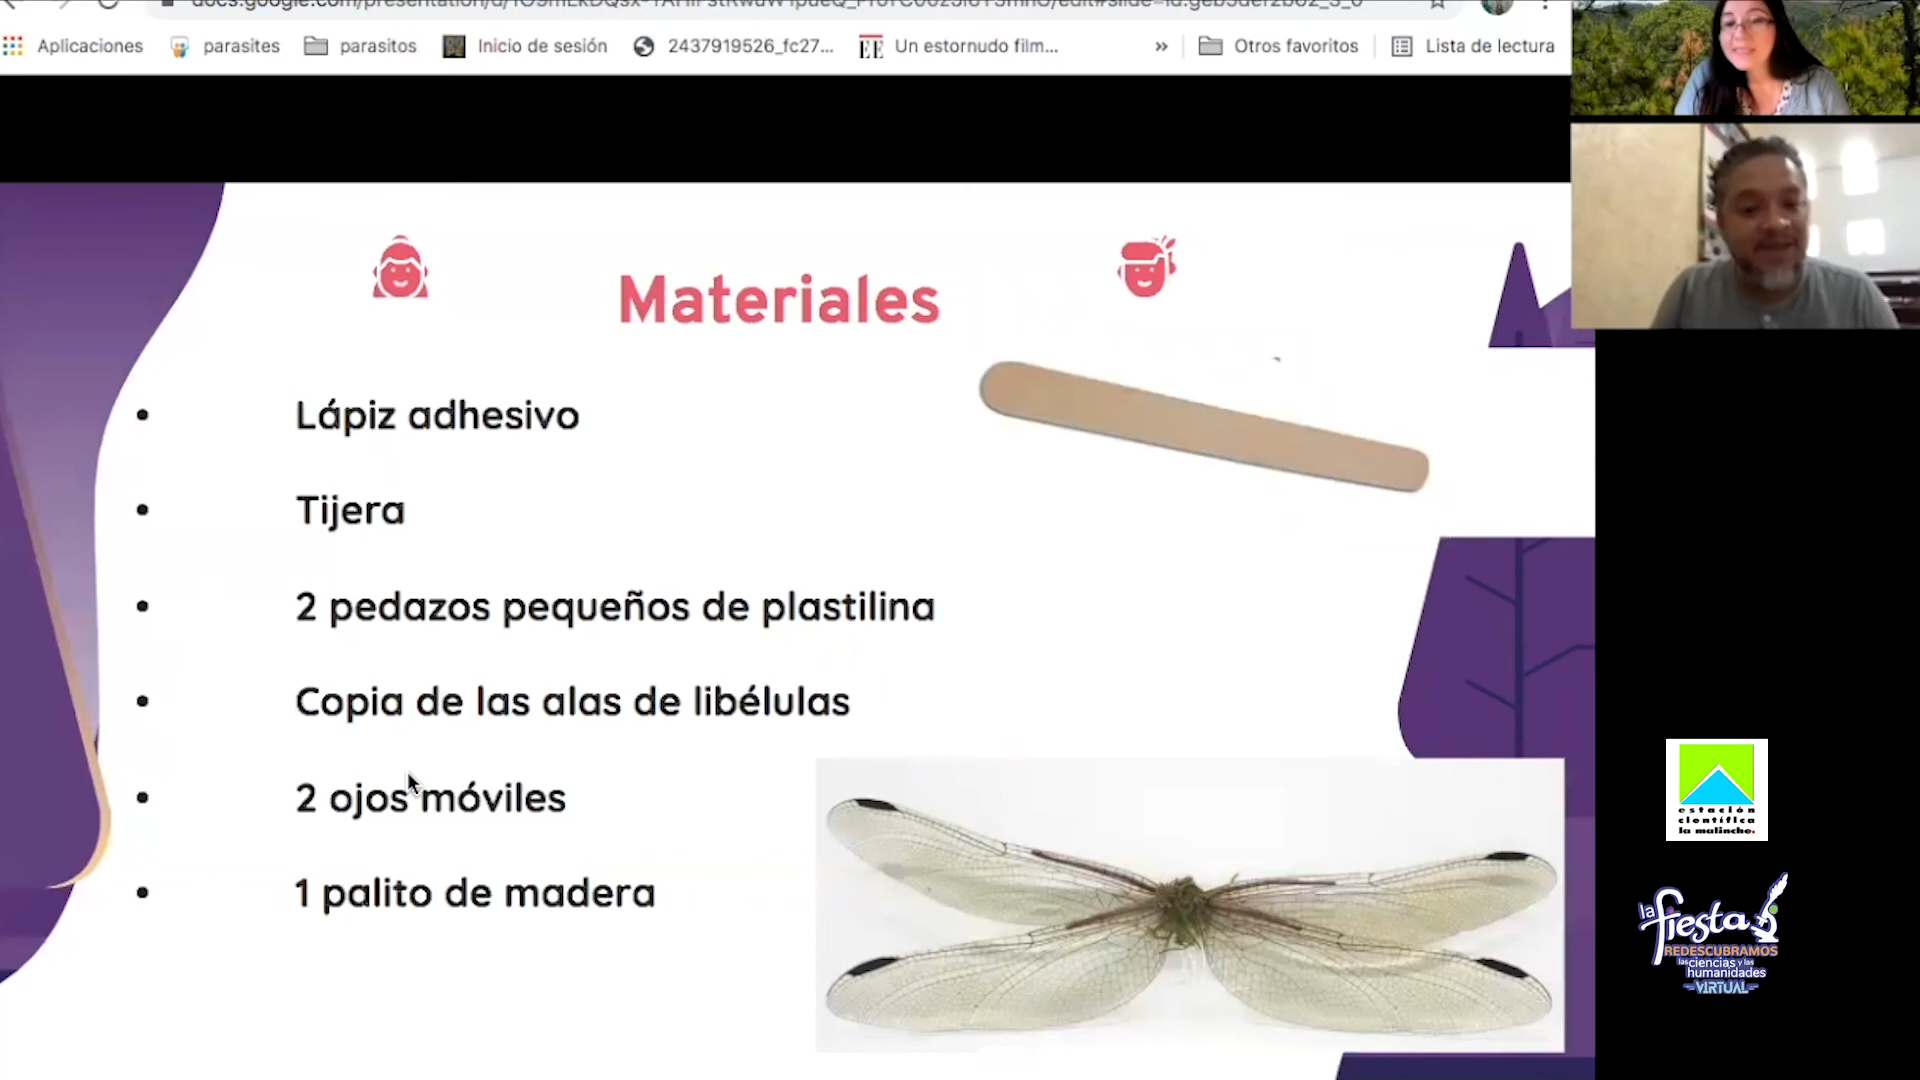 Aplicaciones
parasites
parasitos
Inicio de sesión
2437919526_fc27...
EE
Un estornudo film...
»
Otros favoritos
Lista de lectura
Materiales
• Lápiz adhesivo
• Tijera
• 2 pedazos pequeños de plastilina
• Copia de las alas de libélulas
• 2 ojos móviles
• 1 palito de madera
estación
científica
la malinche.
la fiesta
REDESCUBRAMOS
las ciencias y las
humanidades
-VIRTUAL-